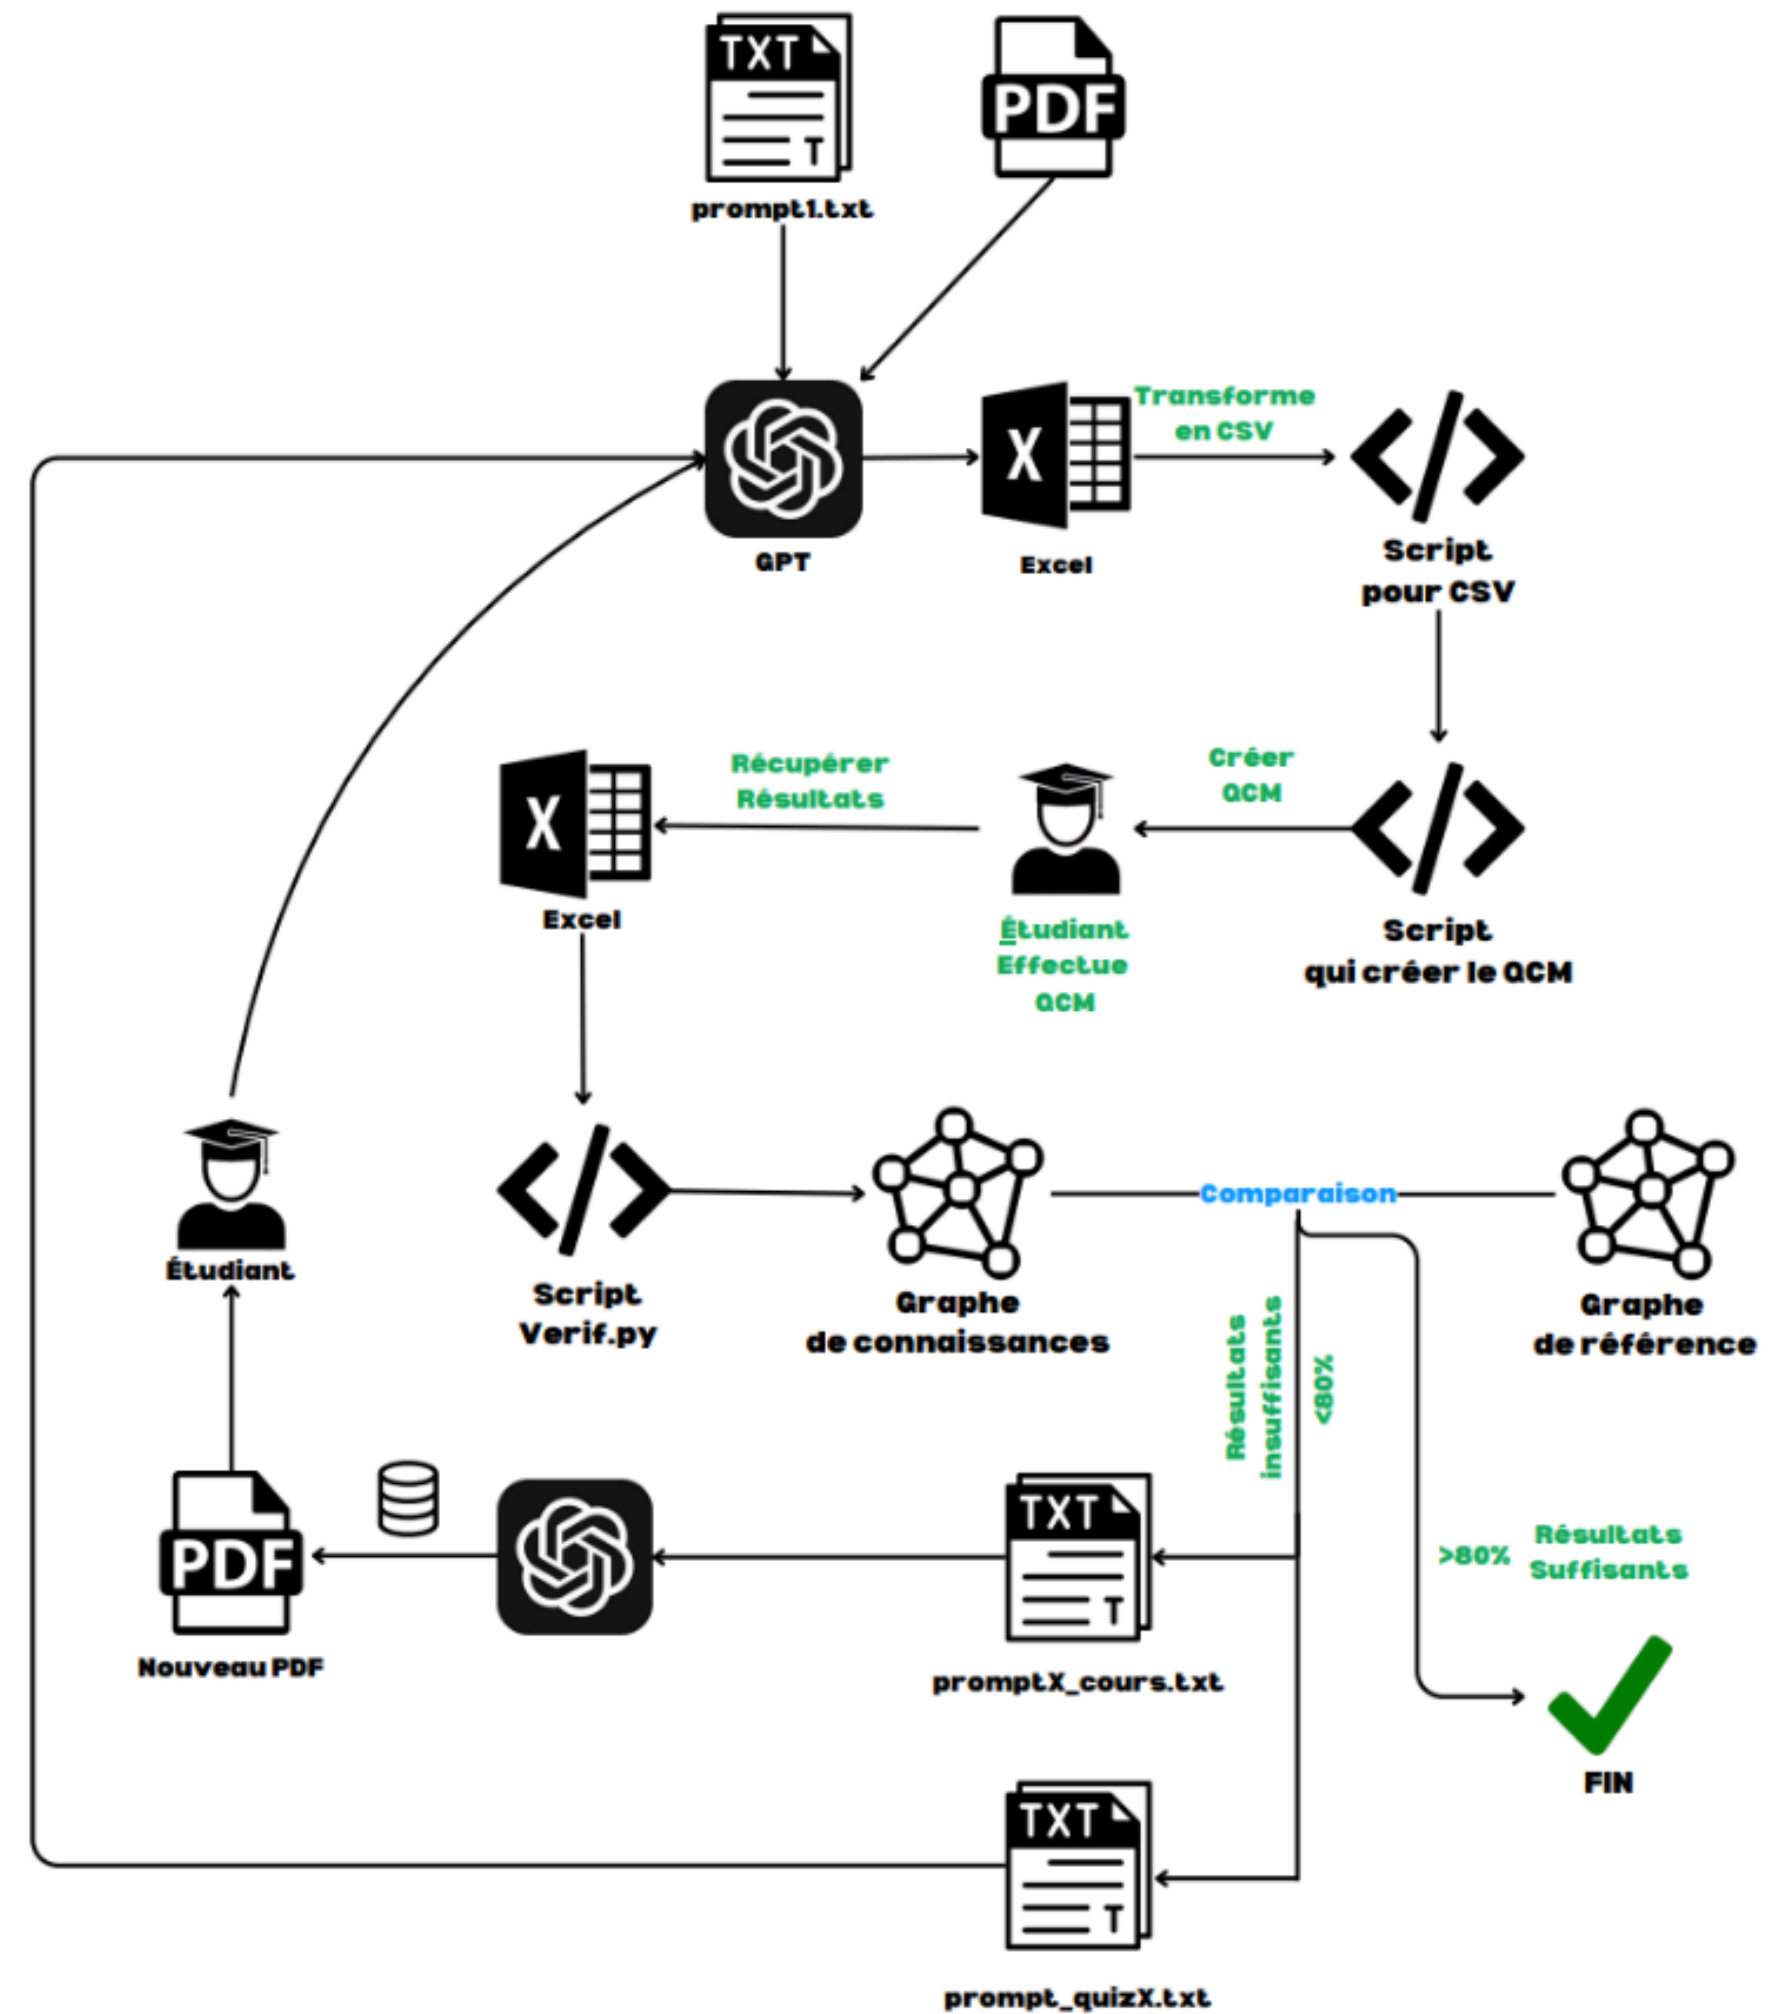 TXT
T
prompt1.txt
PDF
GPT
X
Excel
Transforme
en CSV
Script
pour CSV
Créer
QCM
Script
qui créer le QCM
Étudiant
Effectue
QCM
Récupérer
Résultats
X
Excel
Script
Verif.py
Graphe
de connaissances
Comparaison
Graphe
de référence
Résultats
insuffisants
<80%
>80%
Résultats
Suffisants
FIN
TXT
T
promptX_cours.txt
PDF
Nouveau PDF
Étudiant
TXT
T
prompt_quizX.txt